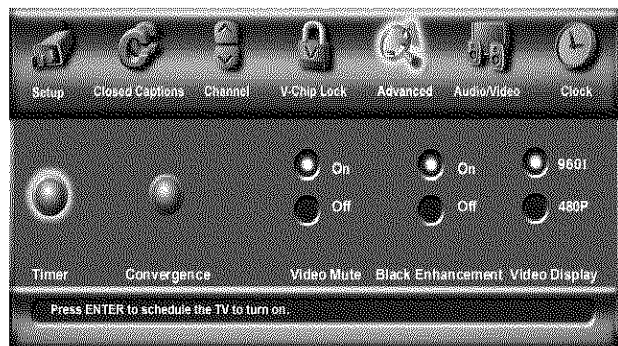 Setup Closed Captions Channel V-Chip Lock Advanced Audio/Video Clock
On On 960I
Off Off 480P
Timer Convergence Video Mute Black Enhancement Video Display
Press ENTER to schedule the TV to turn on.